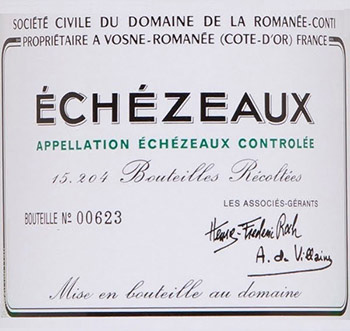 SOCIÉTÉ CIVILE DU DOMAINE DE LA ROMANÉE-CONTI
PROPRIÉTAIRE A VOSNE-ROMANÉE (COTE-D'OR) FRANCE
ÉCHÉZEAUX
APPELLATION ÉCHÉZEAUX CONTROLÉE
15.204 Bouteilles Récoltées
LES ASSOCIÉS-GÉRANTS
BOUTEILLE Nº 00623
Henry-Frédéric Roch
A. de Villaine
Mise en bouteille au domaine